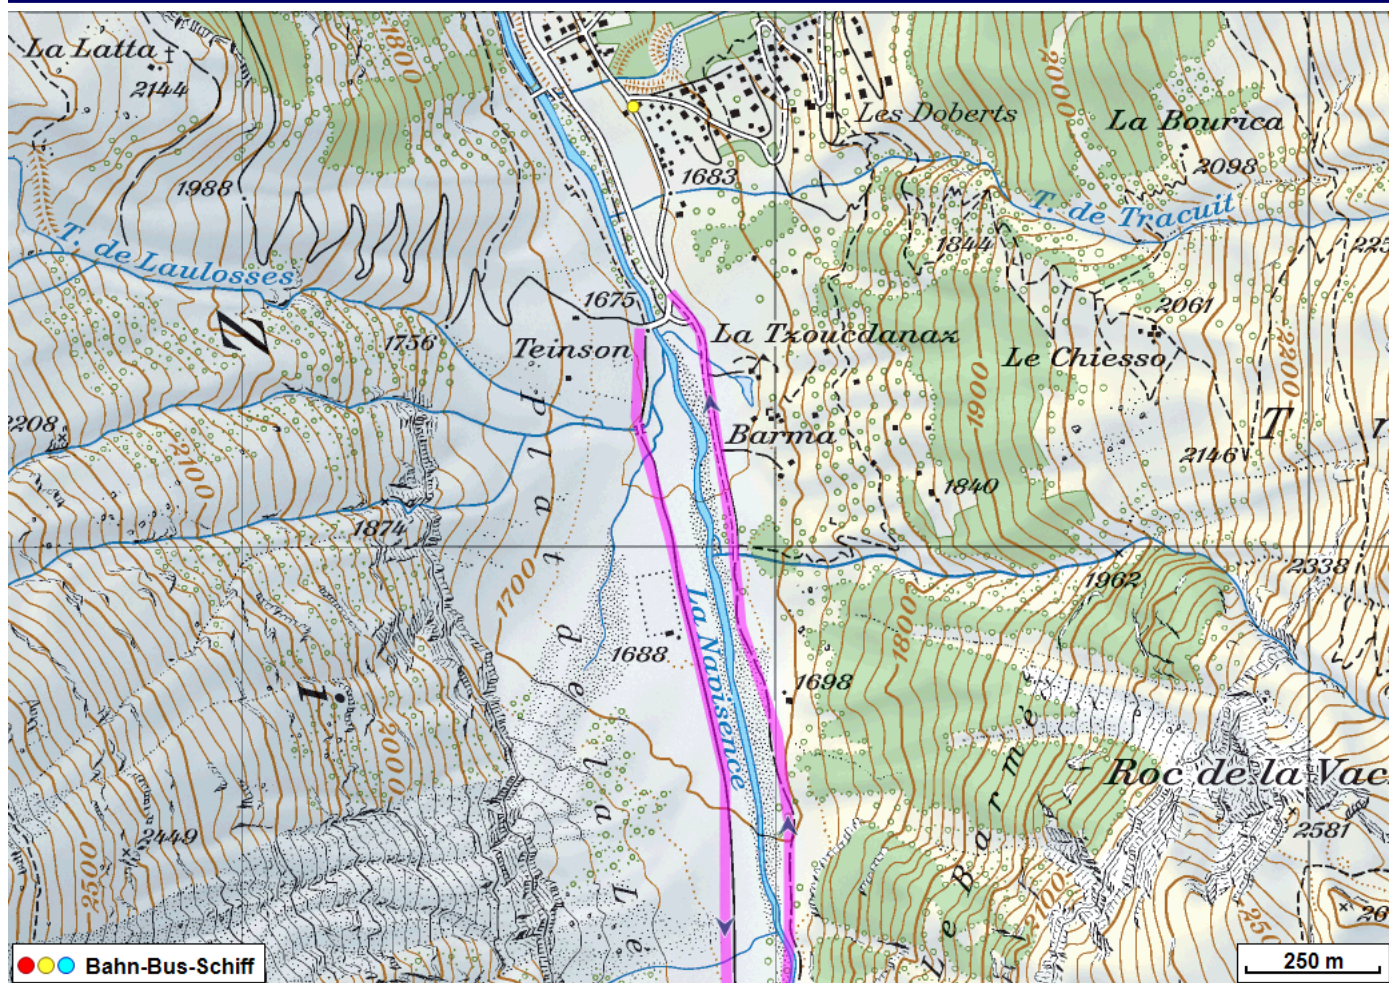 La Latta
2144
1800
2000
Les Doberts
La Bourica
2098
1988
1683
T. de Tracuit
1844
T. de Laulosses
1675
2061
La Tzoucdanaz
Teinson
Le Chiesso
1756
Z
1900
2200
2208
T
2100
Barma
2146
1840
1874
Plat de la Lé
1700
1962
2338
La Navisence
1800
1688
1698
i
2000
Le Barmé
Roc de la Vac
2449
2581
2500
2100
Bahn-Bus-Schiff
250 m